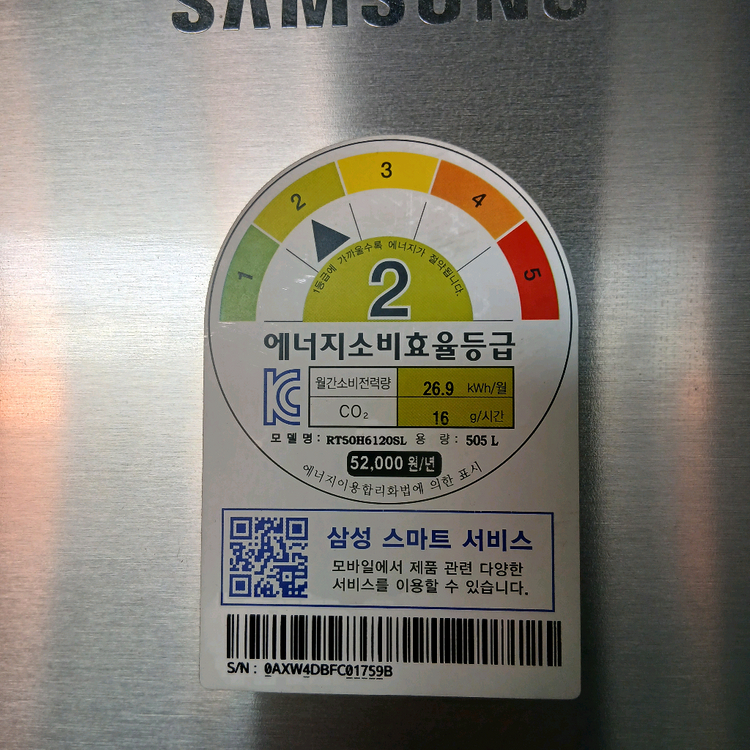 SAMSUNG
1 2 3 4 5
1등급에 가까울수록 에너지가 절약됩니다.
2
에너지소비효율등급
월간소비전력량 26.9 kWh/월
CO₂ 16 g/시간
모델명 : RT50H6120SL 용량: 505 L
52,000 원/년
에너지이용합리화법에 의한 표시
삼성 스마트 서비스
모바일에서 제품 관련 다양한
서비스를 이용할 수 있습니다.
S/N : 0AXW4DBFC01759B